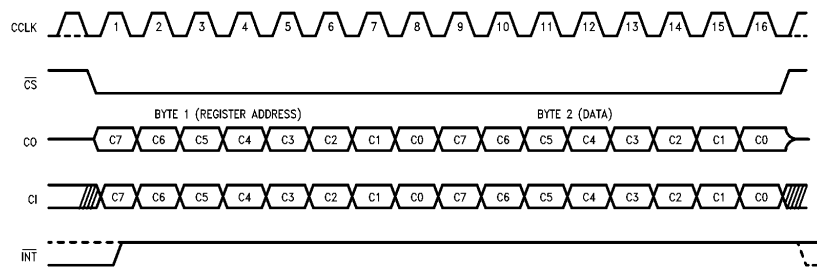 CCLK 1 2 3 4 5 6 7 8 9 10 11 12 13 14 15 16
CS
BYTE 1 (REGISTER ADDRESS) BYTE 2 (DATA)
CO C7 C6 C5 C4 C3 C2 C1 C0 C7 C6 C5 C4 C3 C2 C1 C0
CI C7 C6 C5 C4 C3 C2 C1 C0 C7 C6 C5 C4 C3 C2 C1 C0
INT